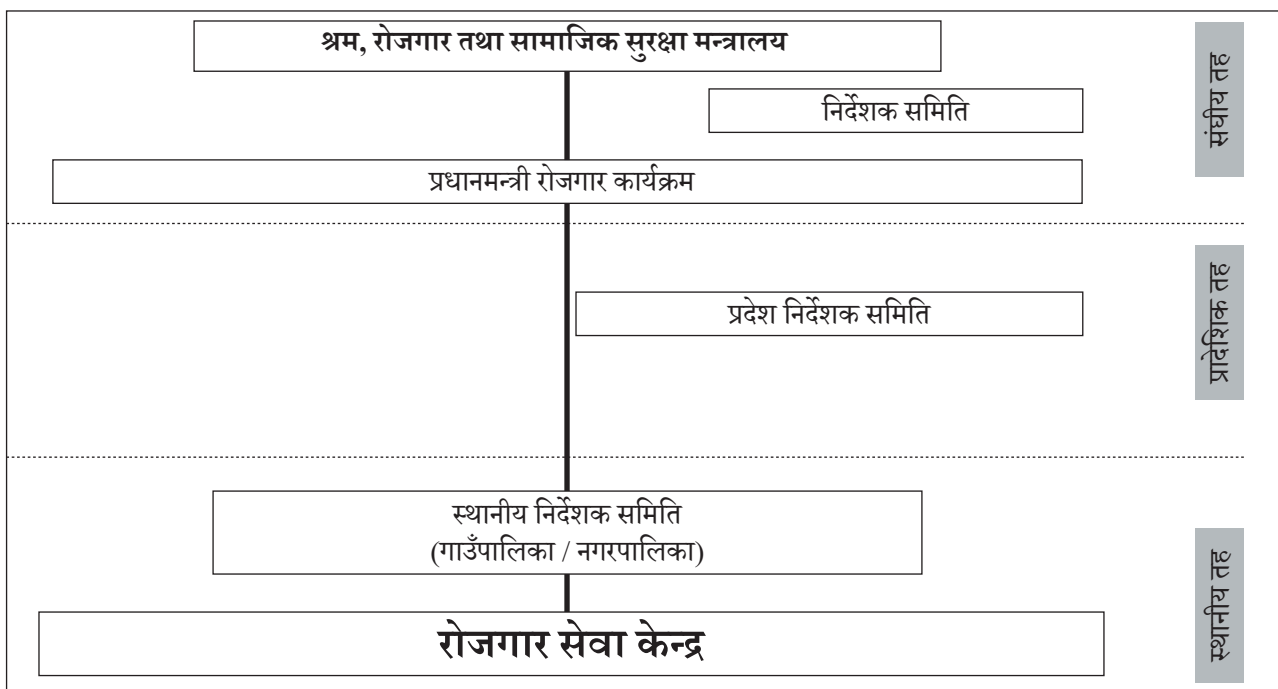 श्रम, रोजगार तथा सामाजिक सुरक्षा मन्त्रालय
निर्देशक समिति
प्रधानमन्त्री रोजगार कार्यक्रम
संघीय तह
प्रदेश निर्देशक समिति
प्रादेशिक तह
स्थानीय निर्देशक समिति
(गाउँपालिका / नगरपालिका)
रोजगार सेवा केन्द्र
स्थानीय तह